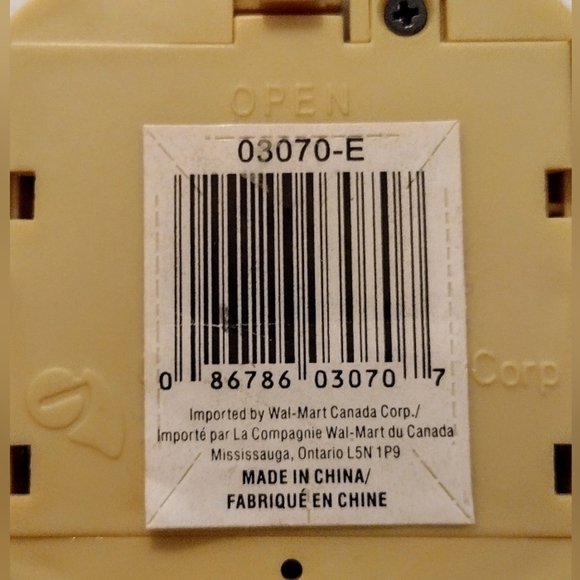 OPEN
03070-E
0 86786 03070 7
Corp
Imported by Wal-Mart Canada Corp./
Importé par La Compagnie Wal-Mart du Canada
Mississauga, Ontario L5N 1P9
MADE IN CHINA/
FABRIQUÉ EN CHINE